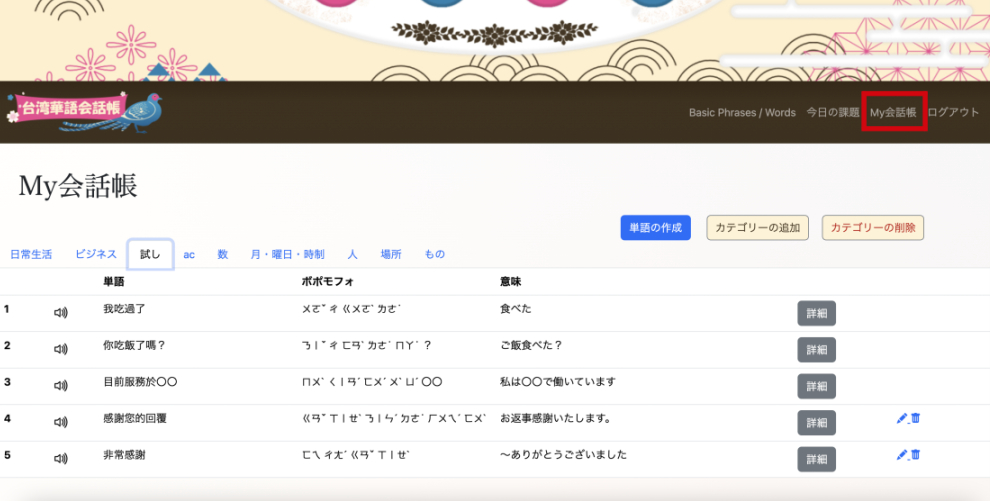 台湾華語会話帳
Basic Phrases / Words 今日の課題 My会話帳 ログアウト
My会話帳
単語の作成 カテゴリーの追加 カテゴリーの削除
日常生活 ビジネス 試し ac 数 月・曜日・時制 人 場所 もの
単語 ポポモフォ 意味
1 我吃過了 ㄨㄛˇ ㄔ ㄍㄨㄛˋ ㄌㄜ˙ 食べた 詳細
2 你吃飯了嗎？ ㄋㄧˇ ㄔ ㄈㄢˋ ㄌㄜ˙ ㄇㄚ˙ ？ ご飯食べた？ 詳細
3 目前服務於〇〇 ㄇㄨˋ ㄑㄧㄢˊ ㄈㄨˊ ㄨˋ ㄩˊ 〇〇 私は〇〇で働いています 詳細
4 感謝您的回覆 ㄍㄢˇ ㄒㄧㄝˋ ㄋㄧㄣˊ ㄉㄜ˙ ㄏㄨㄟˊ ㄈㄨˋ お返事感謝いたします。 詳細
5 非常感謝 ㄈㄟ ㄔㄤˊ ㄍㄢˇ ㄒㄧㄝˋ 〜ありがとうございました 詳細